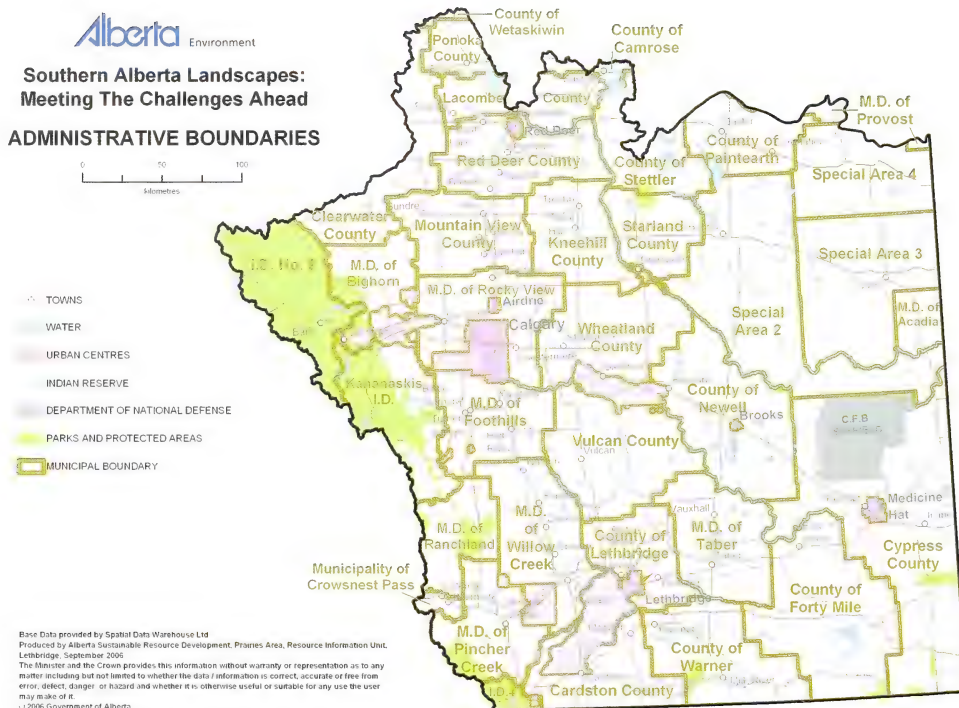 Alberta Environment
Southern Alberta Landscapes:
Meeting The Challenges Ahead
ADMINISTRATIVE BOUNDARIES
0 50 100
kilometres
TOWNS
WATER
URBAN CENTRES
INDIAN RESERVE
DEPARTMENT OF NATIONAL DEFENSE
PARKS AND PROTECTED AREAS
MUNICIPAL BOUNDARY
County of
Wetaskiwin
Ponoka
County
County of
Camrose
Lacombe
County
Red Deer
M.D. of
Provost
Red Deer County
County of
Stettler
County of
Paintearth
Special Area 4
Sundre
Clearwater
County
Mountain View
County
Kneehill
County
Starland
County
Special Area 3
I.D. No. 9
M.D. of
Bighorn
M.D. of Rocky View
Airdrie
Calgary
Wheatland
County
Special
Area 2
M.D. of
Acadia
Kananaskis
I.D.
M.D. of
Foothills
County of
Newell
Brooks
C.F.B
Vulcan County
Vulcan
Vauxhall
Medicine
Hat
M.D. of
Ranchland
M.D.
of
Willow
Creek
County of
Lethbridge
M.D. of
Taber
Cypress
County
Municipality of
Crowsnest Pass
Lethbridge
County of
Forty Mile
M.D. of
Pincher
Creek
County of
Warner
I.D.4
Cardston County
Base Data provided by Spatial Data Warehouse Ltd
Produced by Alberta Sustainable Resource Development, Prairies Area, Resource Information Unit,
Lethbridge, September 2006
The Minister and the Crown provides this information without warranty or representation as to any
matter including but not limited to whether the data / information is correct, accurate or free from
error, defect, danger or hazard and whether it is otherwise useful or suitable for any use the user
may make of it.
2006 Government of Alberta